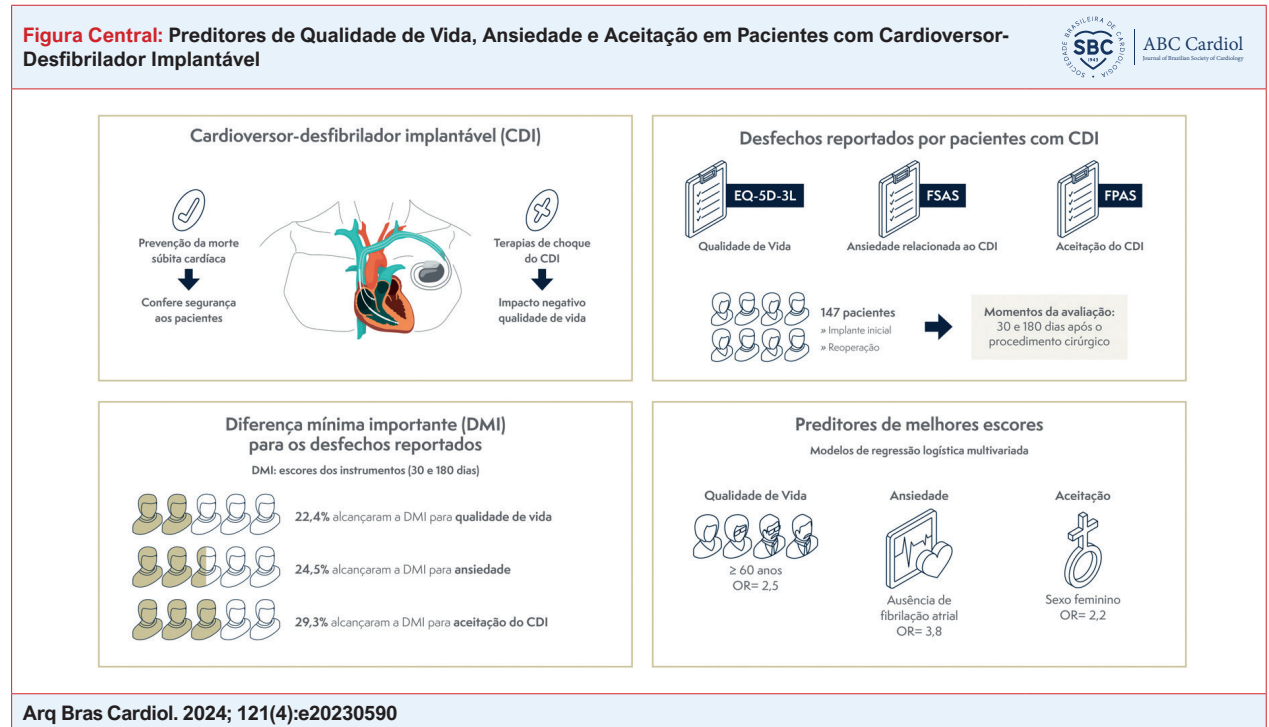 Figura Central: Preditores de Qualidade de Vida, Ansiedade e Aceitação em Pacientes com Cardioversor-
Desfibrilador Implantável
SOCIEDADE BRASILEIRA DE CARDIOLOGIA
SBC
1943
ABC Cardiol
Journal of Brazilian Society of Cardiology
Cardioversor-desfibrilador implantável (CDI)
Prevenção da morte
súbita cardíaca
Confere segurança
aos pacientes
Terapias de choque
do CDI
Impacto negativo
qualidade de vida
Desfechos reportados por pacientes com CDI
EQ-5D-3L
Qualidade de Vida
FSAS
Ansiedade relacionada ao CDI
FPAS
Aceitação do CDI
147 pacientes
» Implante inicial
» Reoperação
Momentos da avaliação:
30 e 180 dias após o
procedimento cirúrgico
Diferença mínima importante (DMI)
para os desfechos reportados
DMI: escores dos instrumentos (30 e 180 dias)
22,4% alcançaram a DMI para qualidade de vida
24,5% alcançaram a DMI para ansiedade
29,3% alcançaram a DMI para aceitação do CDI
Preditores de melhores escores
Modelos de regressão logística multivariada
Qualidade de Vida
≥ 60 anos
OR= 2,5
Ansiedade
Ausência de
fibrilação atrial
OR= 3,8
Aceitação
Sexo feminino
OR= 2,2
Arq Bras Cardiol. 2024; 121(4):e20230590